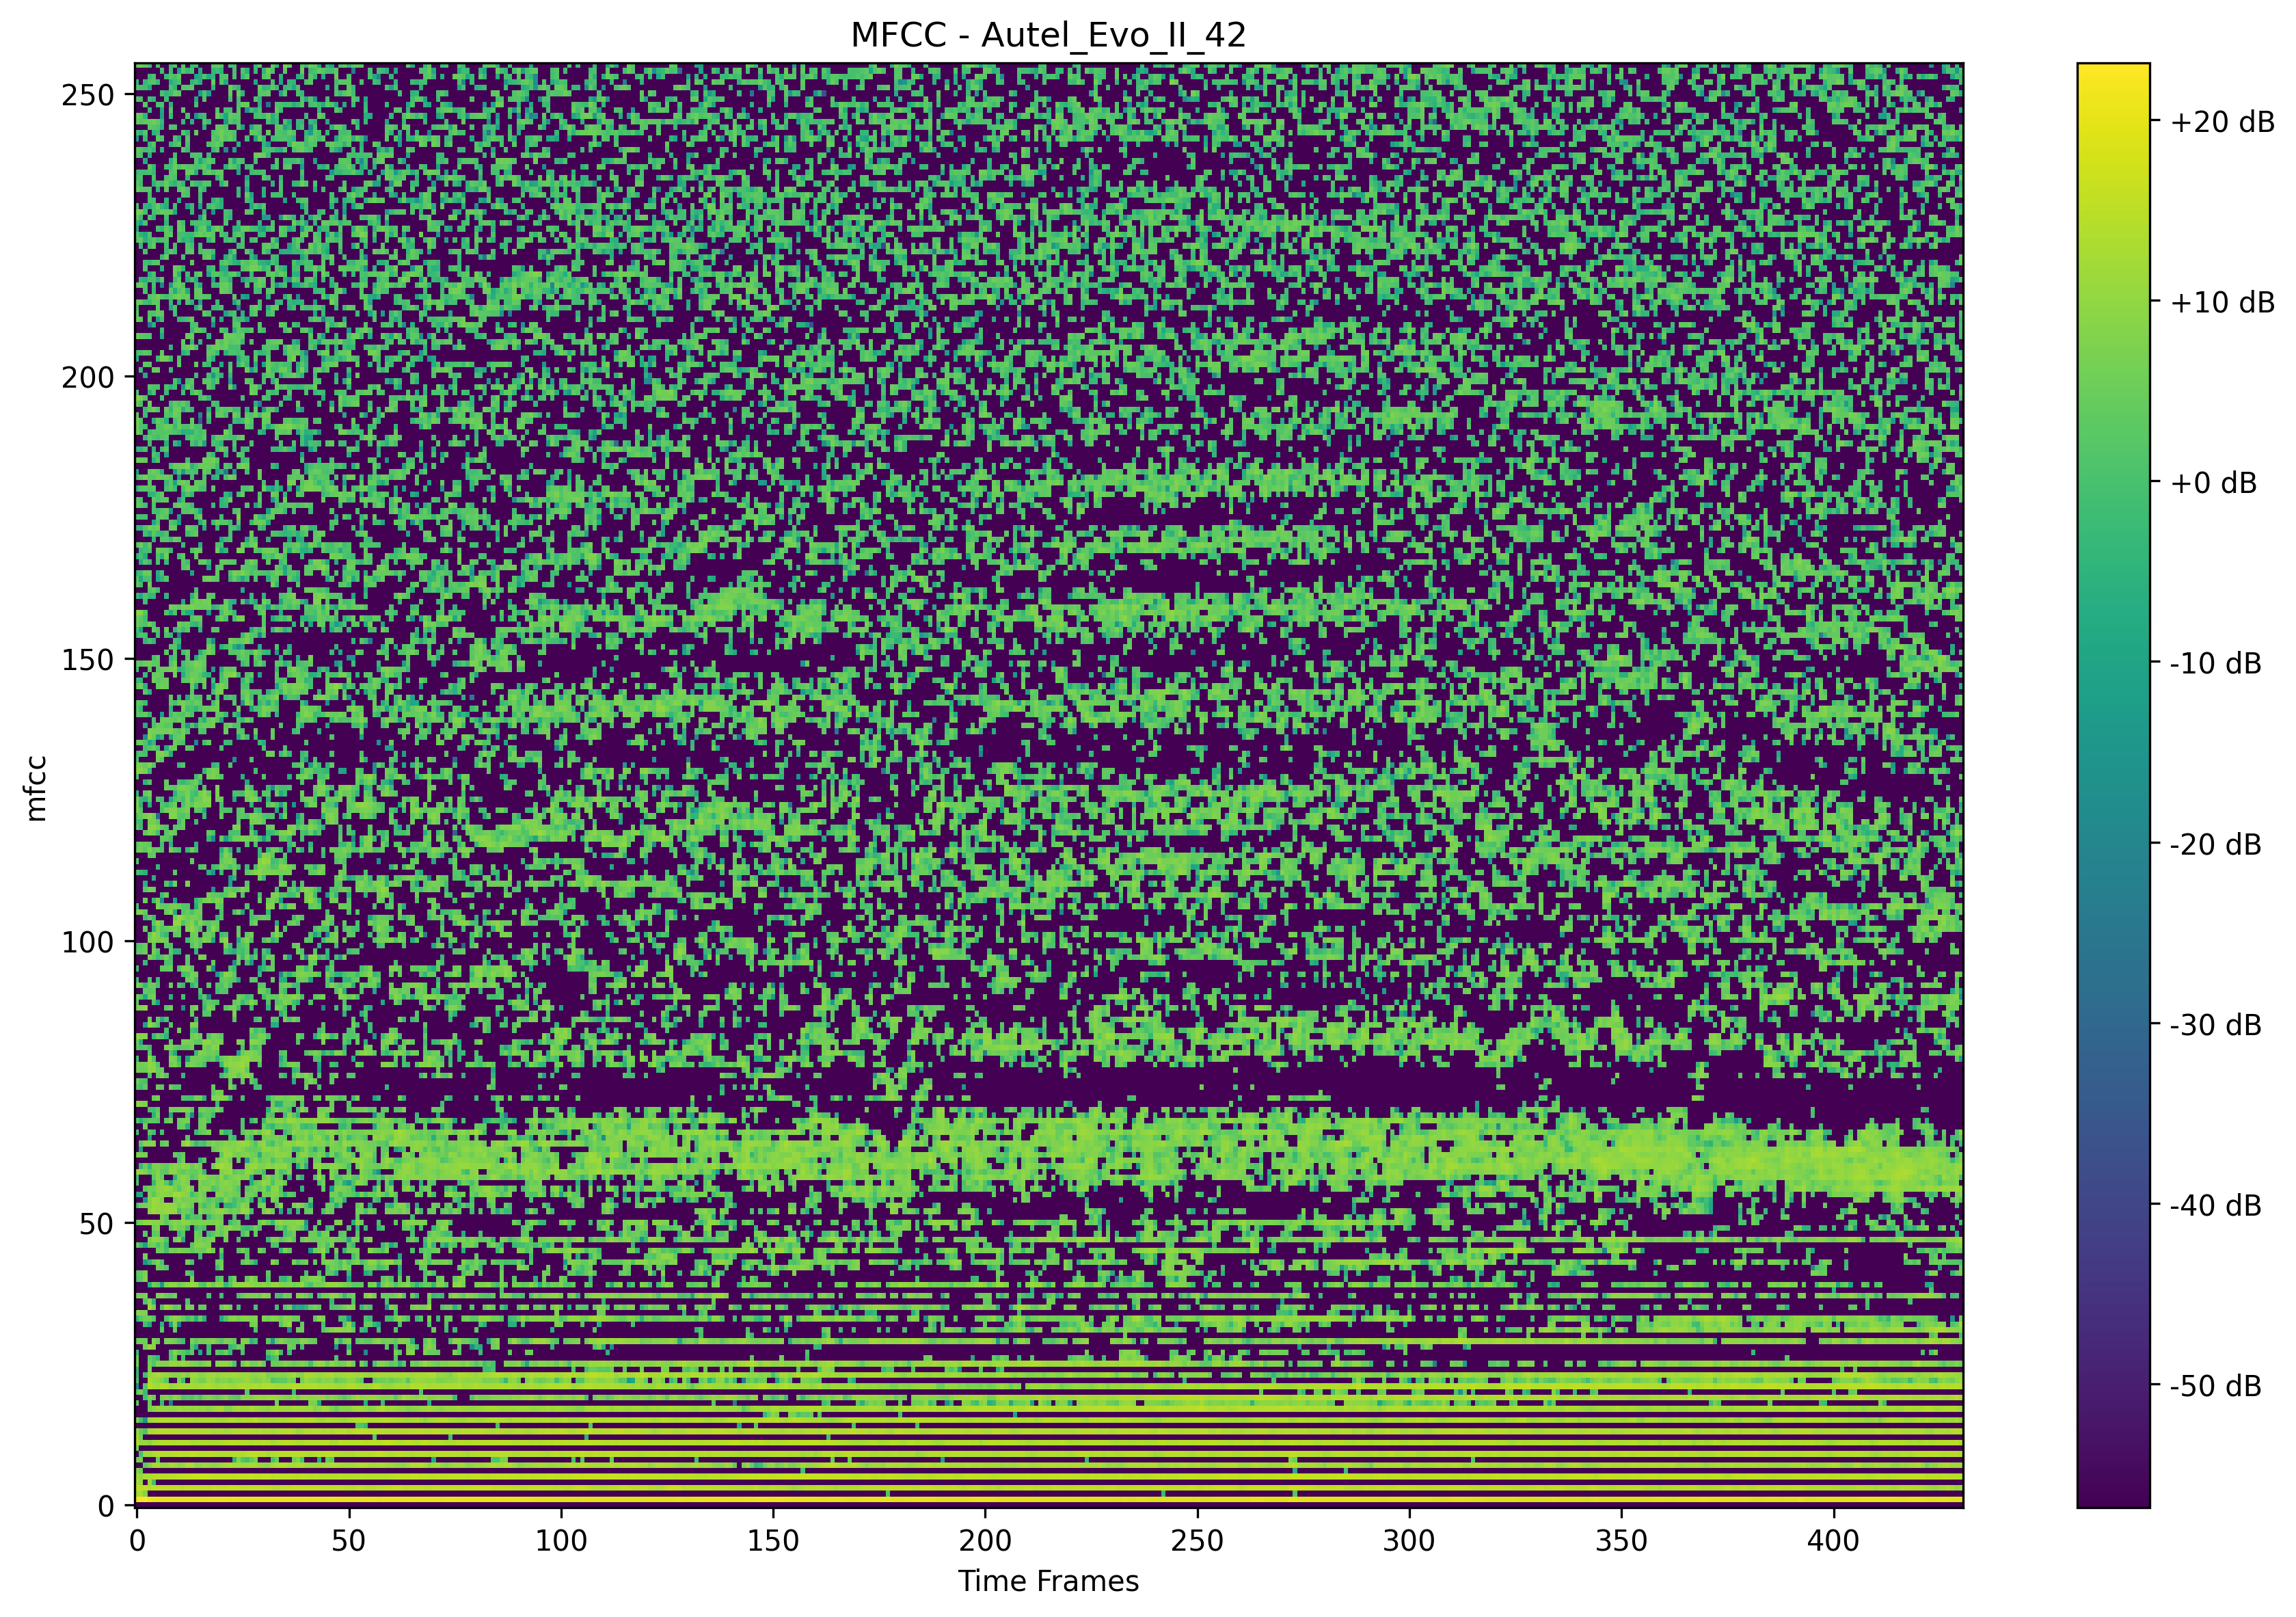 MFCC - Autel_Evo_II_42
250
200
150
100
50
0
mfcc
0 50 100 150 200 250 300 350 400
Time Frames
+20 dB
+10 dB
+0 dB
-10 dB
-20 dB
-30 dB
-40 dB
-50 dB